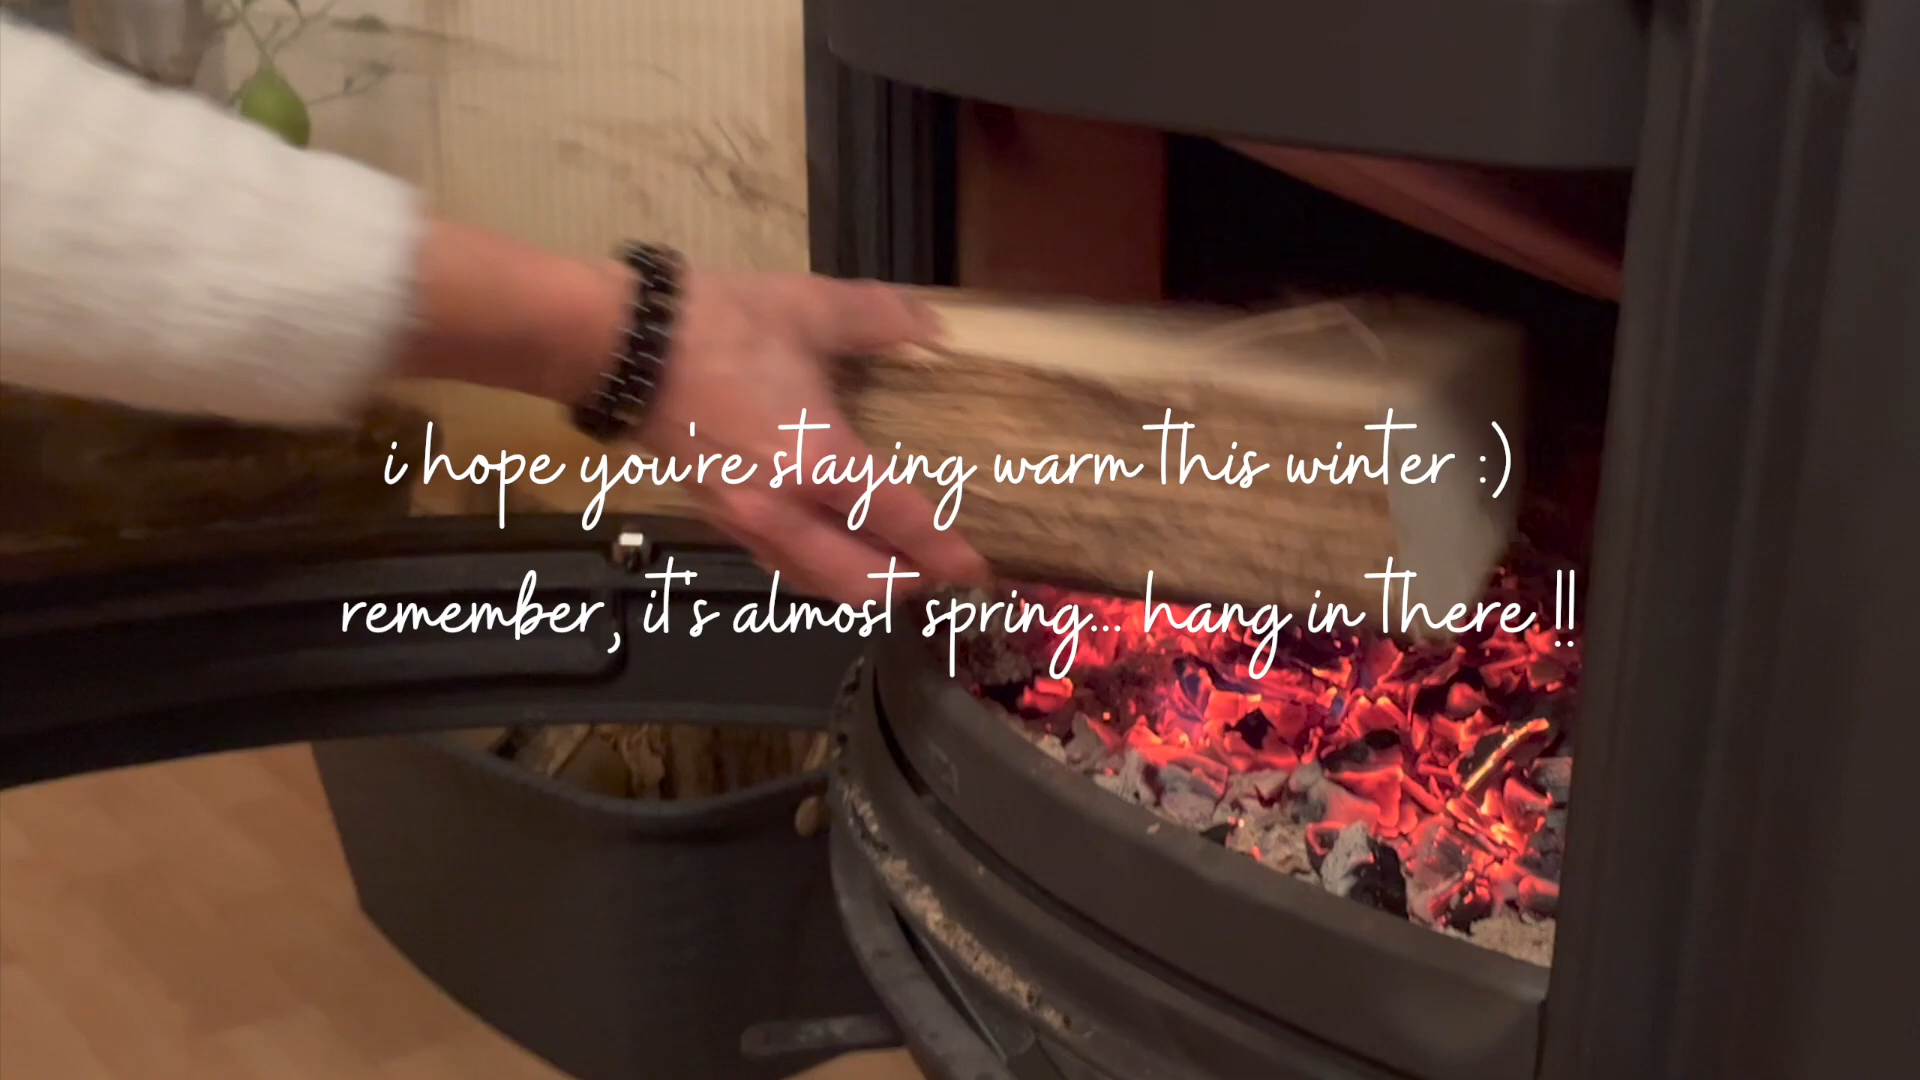 i hope you're staying warm this winter :)
remember, it's almost spring... hang in there !!